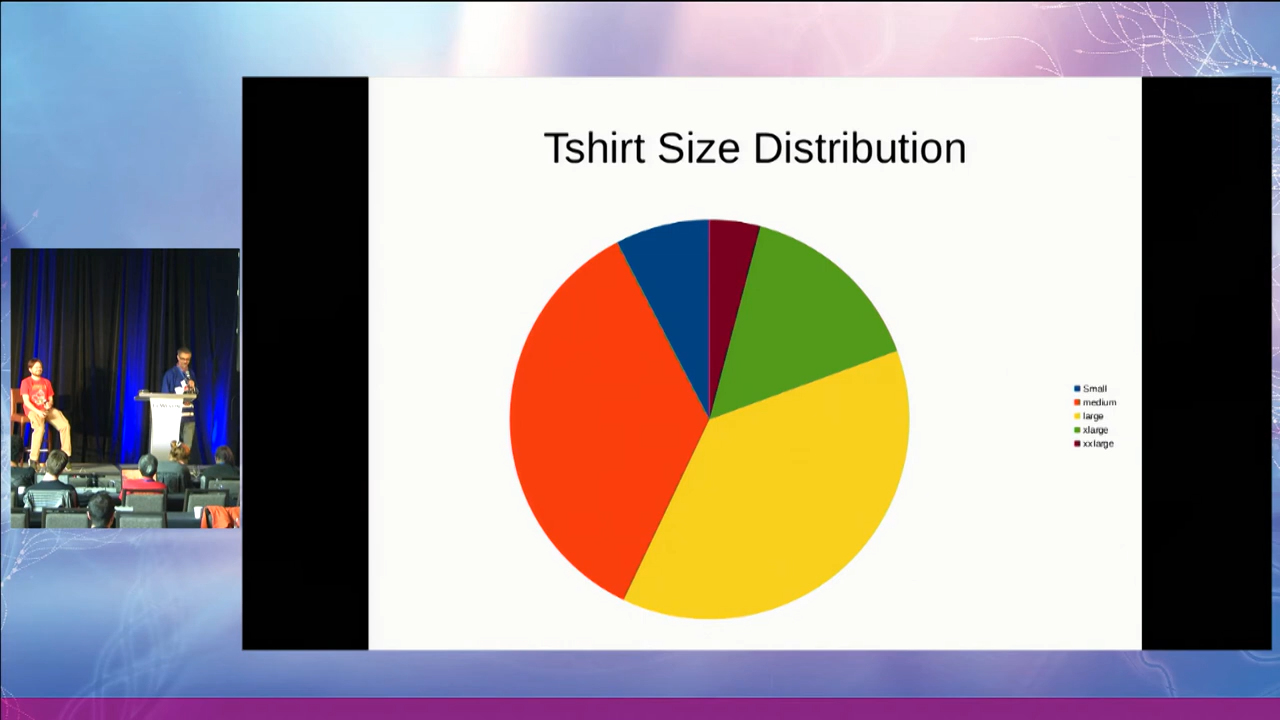 Tshirt Size Distribution
Small
medium
large
xlarge
xxlarge